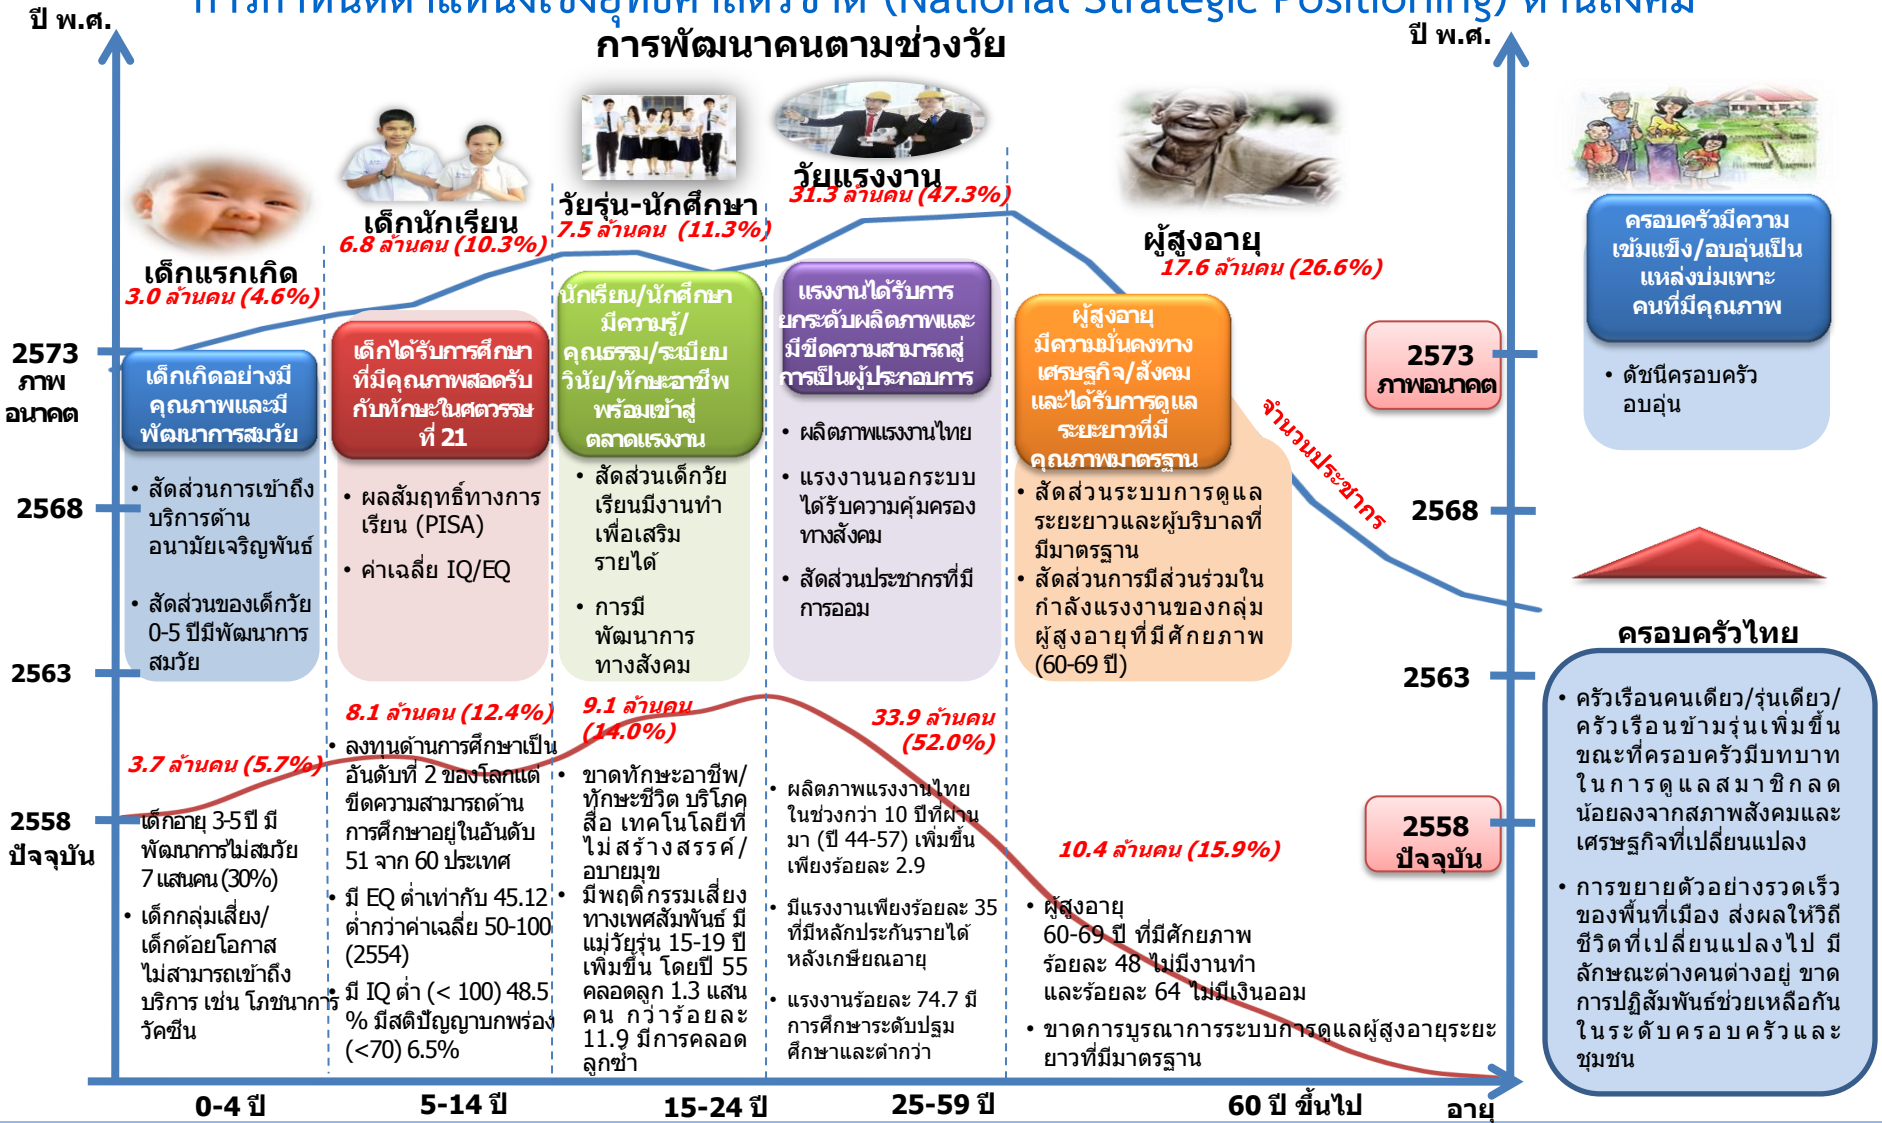 การกำหนดตำแหน่งเชิงยุทธศาสตร์ชาติ (National Strategic Positioning) ด้านสังคม
การพัฒนาคนตามช่วงวัย
ปี พ.ศ.
ปี พ.ศ.
เด็กแรกเกิด
3.0 ล้านคน (4.6%)
เด็กนักเรียน
6.8 ล้านคน (10.3%)
วัยรุ่น-นักศึกษา
7.5 ล้านคน (11.3%)
วัยแรงงาน
31.3 ล้านคน (47.3%)
ผู้สูงอายุ
17.6 ล้านคน (26.6%)
2573
ภาพ
อนาคต
2568
2563
2558
ปัจจุบัน
เด็กเกิดอย่างมี
คุณภาพและมี
พัฒนาการสมวัย
• สัดส่วนการเข้าถึง
บริการด้าน
อนามัยเจริญพันธ์
• สัดส่วนของเด็กวัย
0-5 ปีมีพัฒนาการ
สมวัย
เด็กได้รับการศึกษา
ที่มีคุณภาพสอดรับ
กับทักษะในศตวรรษ
ที่ 21
• ผลสัมฤทธิ์ทางการ
เรียน (PISA)
• ค่าเฉลี่ย IQ/EQ
นักเรียน/นักศึกษา
มีความรู้/
คุณธรรม/ระเบียบ
วินัย/ทักษะอาชีพ
พร้อมเข้าสู่
ตลาดแรงงาน
• สัดส่วนเด็กวัย
เรียนมีงานทำ
เพื่อเสริม
รายได้
• การมี
พัฒนาการ
ทางสังคม
แรงงานได้รับการ
ยกระดับผลิตภาพและ
มีขีดความสามารถสู่
การเป็นผู้ประกอบการ
• ผลิตภาพแรงงานไทย
• แรงงานนอกระบบ
ได้รับความคุ้มครอง
ทางสังคม
• สัดส่วนประชากรที่มี
การออม
ผู้สูงอายุ
มีความมั่นคงทาง
เศรษฐกิจ/สังคม
และได้รับการดูแล
ระยะยาวที่มี
คุณภาพมาตรฐาน
• สัดส่วนระบบการดูแล
ระยะยาวและผู้บริบาลที่
มีมาตรฐาน
• สัดส่วนการมีส่วนร่วมใน
กำลังแรงงานของกลุ่ม
ผู้สูงอายุที่มีศักยภาพ
(60-69 ปี)
จำนวนประชากร
2573
ภาพอนาคต
2568
2563
2558
ปัจจุบัน
ครอบครัวมีความ
เข้มแข็ง/อบอุ่นเป็น
แหล่งบ่มเพาะ
คนที่มีคุณภาพ
• ดัชนีครอบครัว
อบอุ่น
ครอบครัวไทย
• ครัวเรือนคนเดียว/รุ่นเดียว/
ครัวเรือนข้ามรุ่นเพิ่มขึ้น
ขณะที่ครอบครัวมีบทบาท
ในการดูแลสมาชิกลด
น้อยลงจากสภาพสังคมและ
เศรษฐกิจที่เปลี่ยนแปลง
• การขยายตัวอย่างรวดเร็ว
ของพื้นที่เมือง ส่งผลให้วิถี
ชีวิตที่เปลี่ยนแปลงไป มี
ลักษณะต่างคนต่างอยู่ ขาด
การปฏิสัมพันธ์ช่วยเหลือกัน
ในระดับครอบครัวและ
ชุมชน
3.7 ล้านคน (5.7%)
เด็กอายุ 3-5 ปี มี
พัฒนาการไม่สมวัย
7 แสนคน (30%)
• เด็กกลุ่มเสี่ยง/
เด็กด้อยโอกาส
ไม่สามารถเข้าถึง
บริการ เช่น โภชนาการ
วัคซีน
8.1 ล้านคน (12.4%)
• ลงทุนด้านการศึกษาเป็น
อันดับที่ 2 ของโลกแต่
ขีดความสามารถด้าน
การศึกษาอยู่ในอันดับ
51 จาก 60 ประเทศ
• มี EQ ต่ำเท่ากับ 45.12
ต่ำกว่าค่าเฉลี่ย 50-100
(2554)
• มี IQ ต่ำ (< 100) 48.5
% มีสติปัญญาบกพร่อง
(<70) 6.5%
9.1 ล้านคน
(14.0%)
• ขาดทักษะอาชีพ/
ทักษะชีวิต บริโภค
สื่อ เทคโนโลยีที่
ไม่สร้างสรรค์/
อบายมุข
• มีพฤติกรรมเสี่ยง
ทางเพศสัมพันธ์ มี
แม่วัยรุ่น 15-19 ปี
เพิ่มขึ้น โดยปี 55
คลอดลูก 1.3 แสน
คน กว่าร้อยละ
11.9 มีการคลอด
ลูกซ้ำ
33.9 ล้านคน
(52.0%)
• ผลิตภาพแรงงานไทย
ในช่วงกว่า 10 ปีที่ผ่าน
มา (ปี 44-57) เพิ่มขึ้น
เพียงร้อยละ 2.9
• มีแรงงานเพียงร้อยละ 35
ที่มีหลักประกันรายได้
หลังเกษียณอายุ
• แรงงานร้อยละ 74.7 มี
การศึกษาระดับปฐม
ศึกษาและต่ำกว่า
10.4 ล้านคน (15.9%)
• ผู้สูงอายุ
60-69 ปี ที่มีศักยภาพ
ร้อยละ 48 ไม่มีงานทำ
และร้อยละ 64 ไม่มีเงินออม
• ขาดการบูรณาการระบบการดูแลผู้สูงอายุระยะ
ยาวที่มีมาตรฐาน
0-4 ปี
5-14 ปี
15-24 ปี
25-59 ปี
60 ปี ขึ้นไป
อายุ